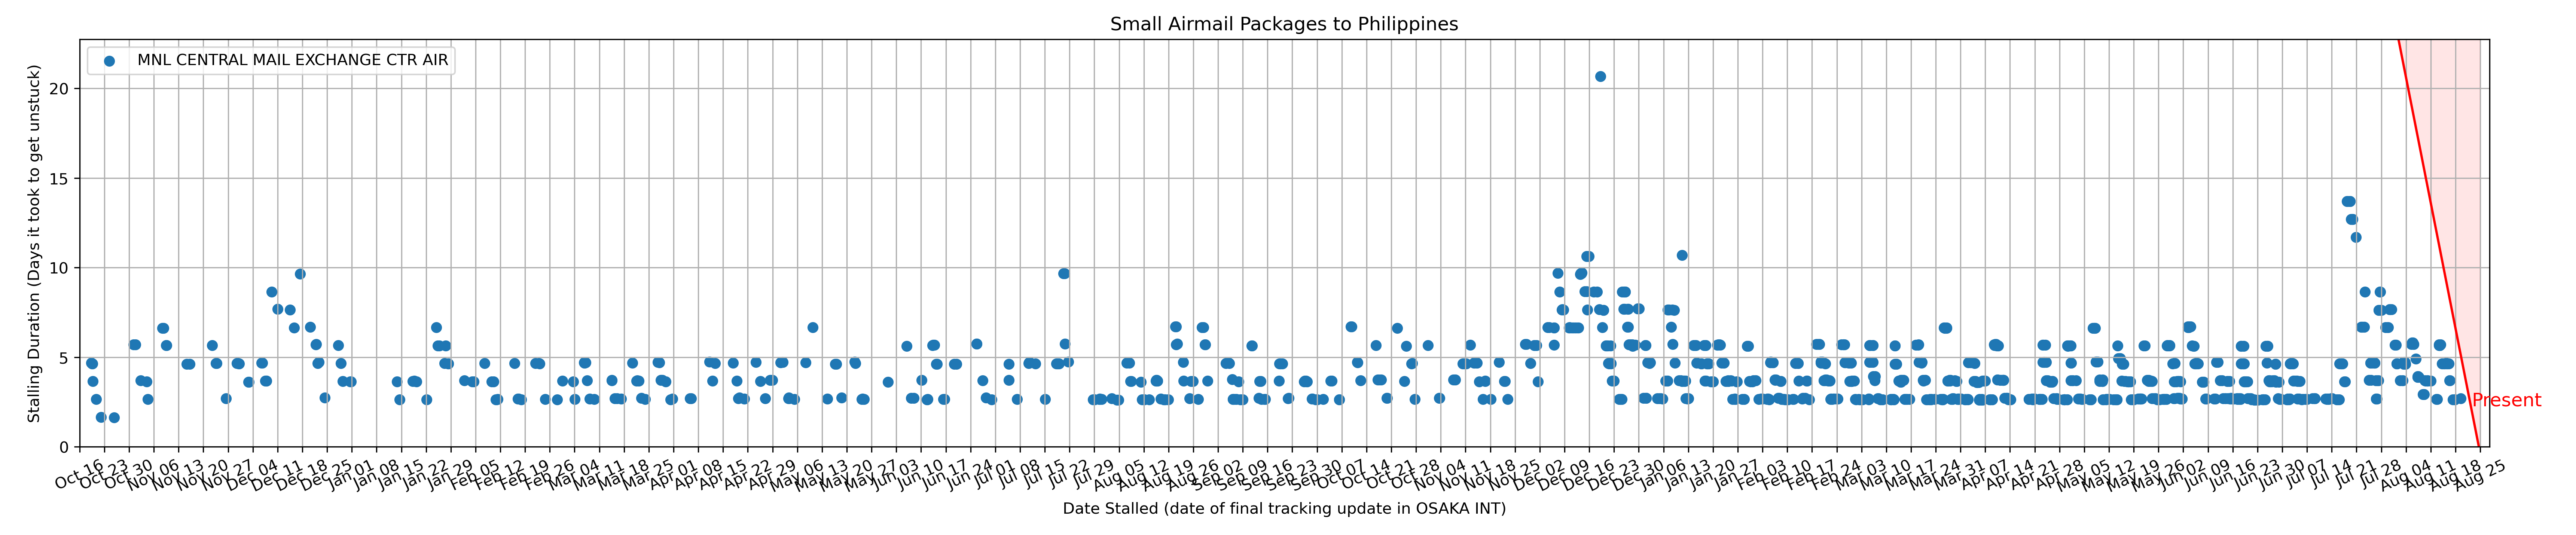 Small Airmail Packages to Philippines
MNL CENTRAL MAIL EXCHANGE CTR AIR
Stalling Duration (Days it took to get unstuck)
20
15
10
5
0
Present
Oct 16
Oct 23
Oct 30
Nov 06
Nov 13
Nov 20
Nov 27
Dec 04
Dec 11
Dec 18
Dec 25
Jan 01
Jan 08
Jan 15
Jan 22
Jan 29
Feb 05
Feb 12
Feb 19
Feb 26
Mar 04
Mar 11
Mar 18
Mar 25
Apr 01
Apr 08
Apr 15
Apr 22
Apr 29
May 06
May 13
May 20
May 27
Jun 03
Jun 10
Jun 17
Jun 24
Jul 01
Jul 08
Jul 15
Jul 22
Jul 29
Aug 05
Aug 12
Aug 19
Aug 26
Sep 02
Sep 09
Sep 16
Sep 23
Sep 30
Oct 07
Oct 14
Oct 21
Oct 28
Nov 04
Nov 11
Nov 18
Nov 25
Dec 02
Dec 09
Dec 16
Dec 23
Dec 30
Jan 06
Jan 13
Jan 20
Jan 27
Feb 03
Feb 10
Feb 17
Feb 24
Mar 03
Mar 10
Mar 17
Mar 24
Mar 31
Apr 07
Apr 14
Apr 21
Apr 28
May 05
May 12
May 19
May 26
Jun 02
Jun 09
Jun 16
Jun 23
Jun 30
Jul 07
Jul 14
Jul 21
Jul 28
Aug 04
Aug 11
Aug 18
Aug 25
Date Stalled (date of final tracking update in OSAKA INT)